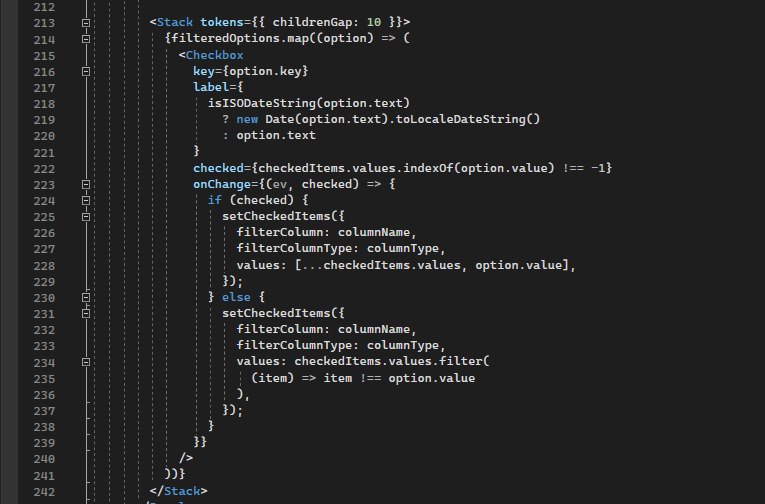 212
213 <Stack tokens={{ childrenGap: 10 }}>
214 {filteredOptions.map((option) => (
215 <Checkbox
216 key={option.key}
217 label={
218 isISODateString(option.text)
219 ? new Date(option.text).toLocaleDateString()
220 : option.text
221 }
222 checked={checkedItems.values.indexOf(option.value) !== -1}
223 onChange={(ev, checked) => {
224 if (checked) {
225 setCheckedItems({
226 filterColumn: columnName,
227 filterColumnType: columnType,
228 values: [...checkedItems.values, option.value],
229 });
230 } else {
231 setCheckedItems({
232 filterColumn: columnName,
233 filterColumnType: columnType,
234 values: checkedItems.values.filter(
235 (item) => item !== option.value
236 ),
237 });
238 }
239 }}
240 />
241 ))}
242 </Stack>